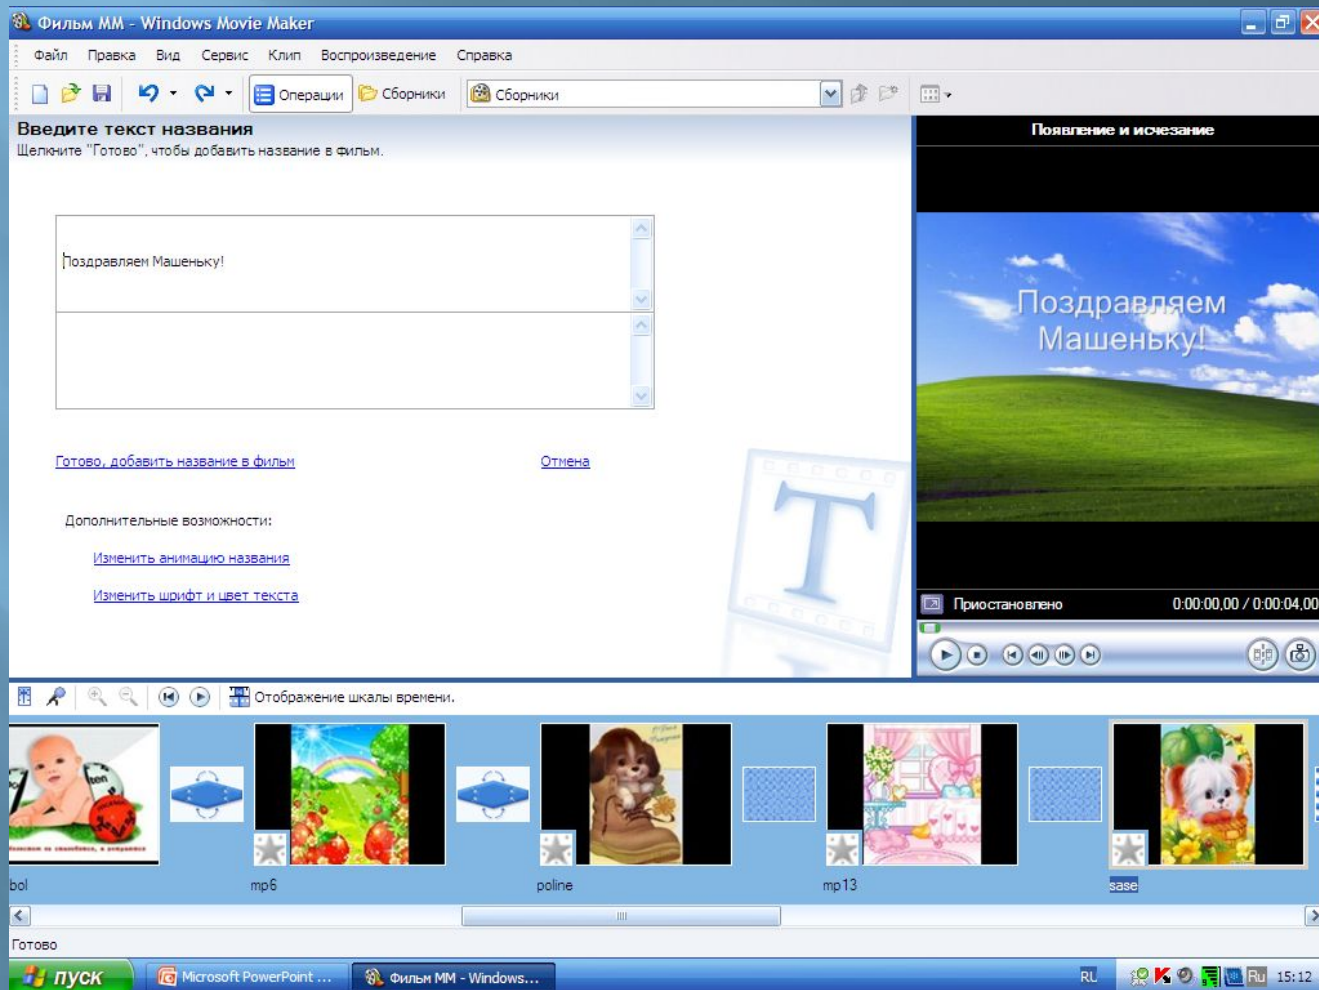 Фильм ММ - Windows Movie Maker
Файл Правка Вид Сервис Клип Воспроизведение Справка
Операции Сборники Сборники
Введите текст названия
Щелкните "Готово", чтобы добавить название в фильм.
Поздравляем Машеньку!
Готово, добавить название в фильм Отмена
Дополнительные возможности:
Изменить анимацию названия
Изменить шрифт и цвет текста
Появление и исчезание
Поздравляем
Машеньку!
Приостановлено 0:00:00,00 / 0:00:04,00
Отображение шкалы времени.
bol mp6 poline mp13 sase
Готово
пуск Microsoft PowerPoint ... Фильм ММ - Windows... RL Ru 15:12